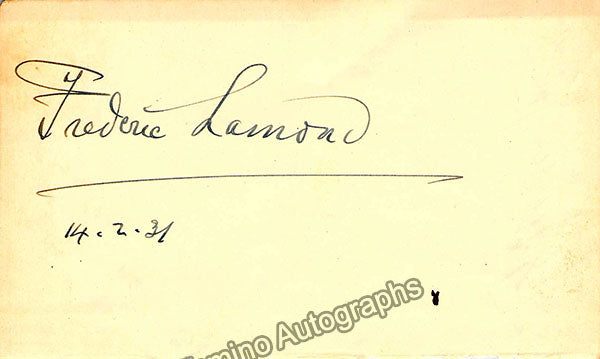 Frederic Lamond
14.2.31
Tamino Autographs